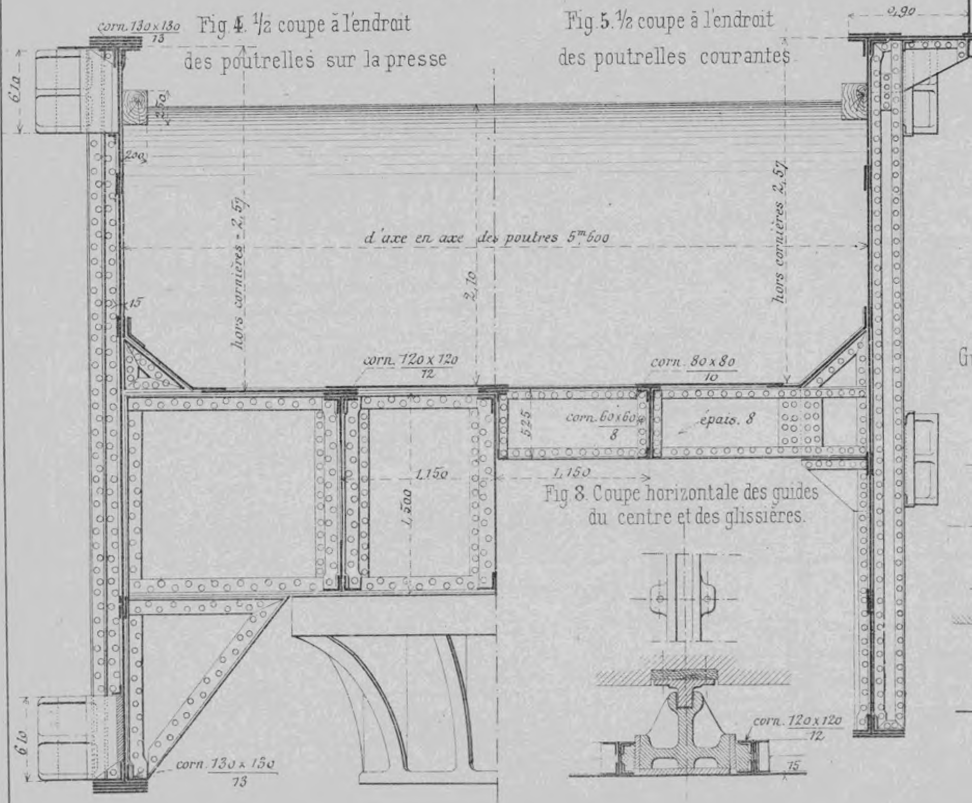 corn. 130 x 130
13
Fig. 4. ½ coupe à l'endroit
des poutrelles sur la presse
Fig. 5. ½ coupe à l'endroit
des poutrelles courantes.
0,90
610
250
200
hors cornières = 2,59
d'axe en axe des poutres 5m600
2,10
hors cornières 2,57
15
corn. 120 x 120
12
corn. 80 x 80
10
G
525
corn. 60 x 60
8
épais. 8
1,150
1,150
1,500
Fig 8. Coupe horizontale des guides
du centre et des glissières.
610
corn. 130 x 130
13
corn. 120 x 120
12
15